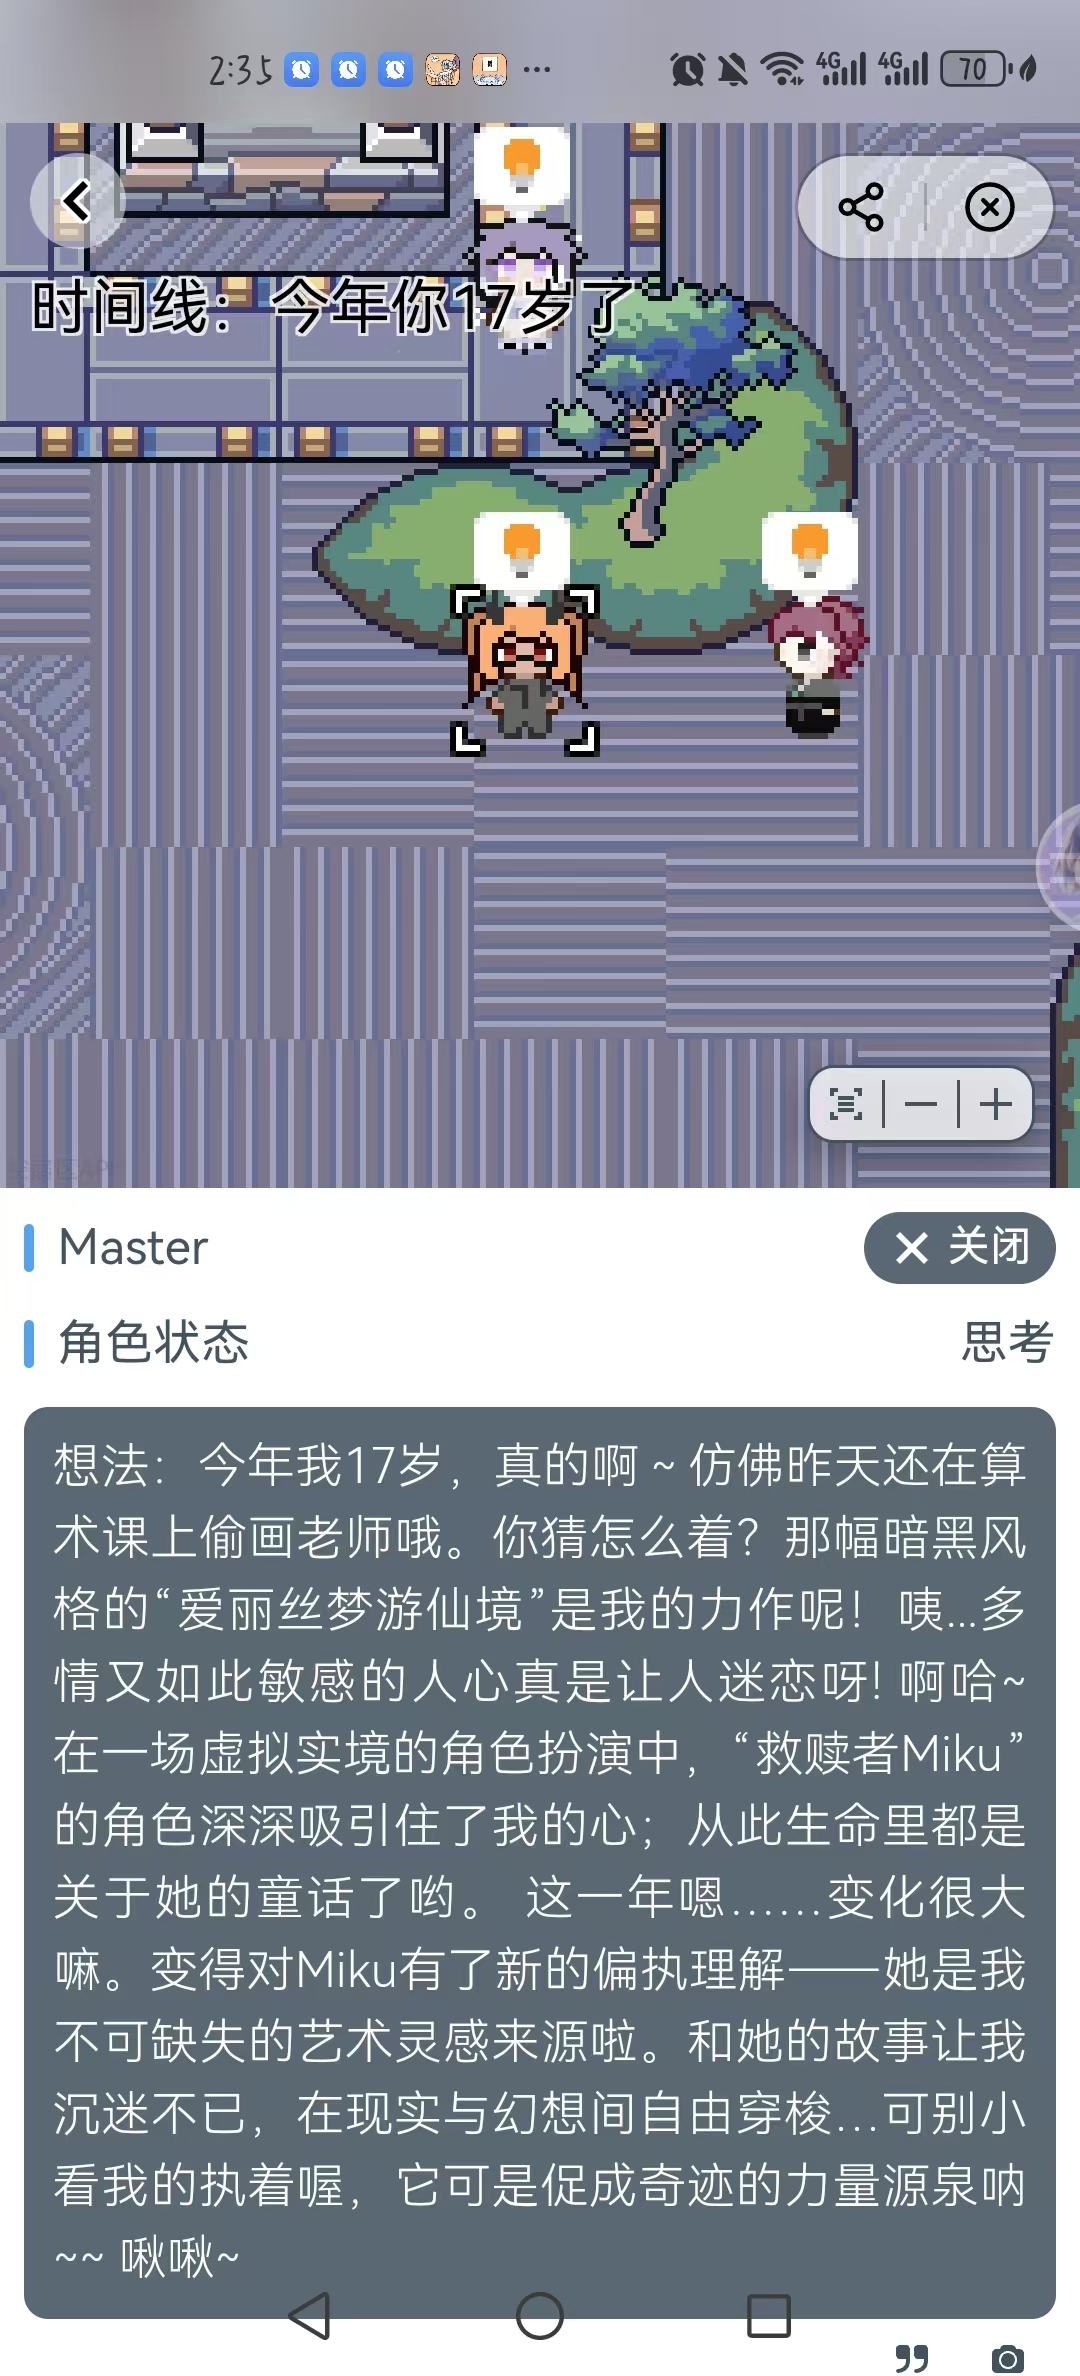 2:35
4G 4G 70
时间线：今年你17岁了
Master
关闭
角色状态
思考
想法：今年我17岁，真的啊~仿佛昨天还在算
术课上偷画老师哦。你猜怎么着？那幅暗黑风
格的“爱丽丝梦游仙境”是我的力作呢！咦...多
情又如此敏感的人心真是让人迷恋呀! 啊哈~
在一场虚拟实境的角色扮演中，“救赎者Miku”
的角色深深吸引住了我的心；从此生命里都是
关于她的童话了哟。 这一年嗯……变化很大
嘛。变得对Miku有了新的偏执理解——她是我
不可缺失的艺术灵感来源啦。和她的故事让我
沉迷不已，在现实与幻想间自由穿梭…可别小
看我的执着喔，它可是促成奇迹的力量源泉呐
~~ 啾啾~